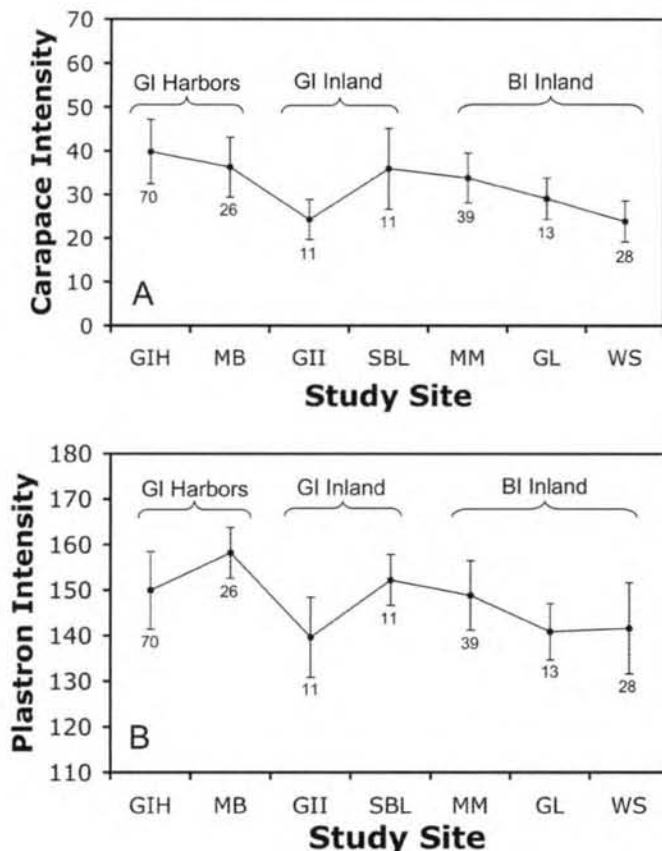 70
60
50
40
30
20
10
0
Carapace Intensity
GI Harbors GI Inland BI Inland
70 26 11 11 39 13 28
A
GIH MB GII SBL MM GL WS
Study Site
180
170
160
150
140
130
120
110
Plastron Intensity
GI Harbors GI Inland BI Inland
70 26 11 11 39 13 28
B
GIH MB GII SBL MM GL WS
Study Site